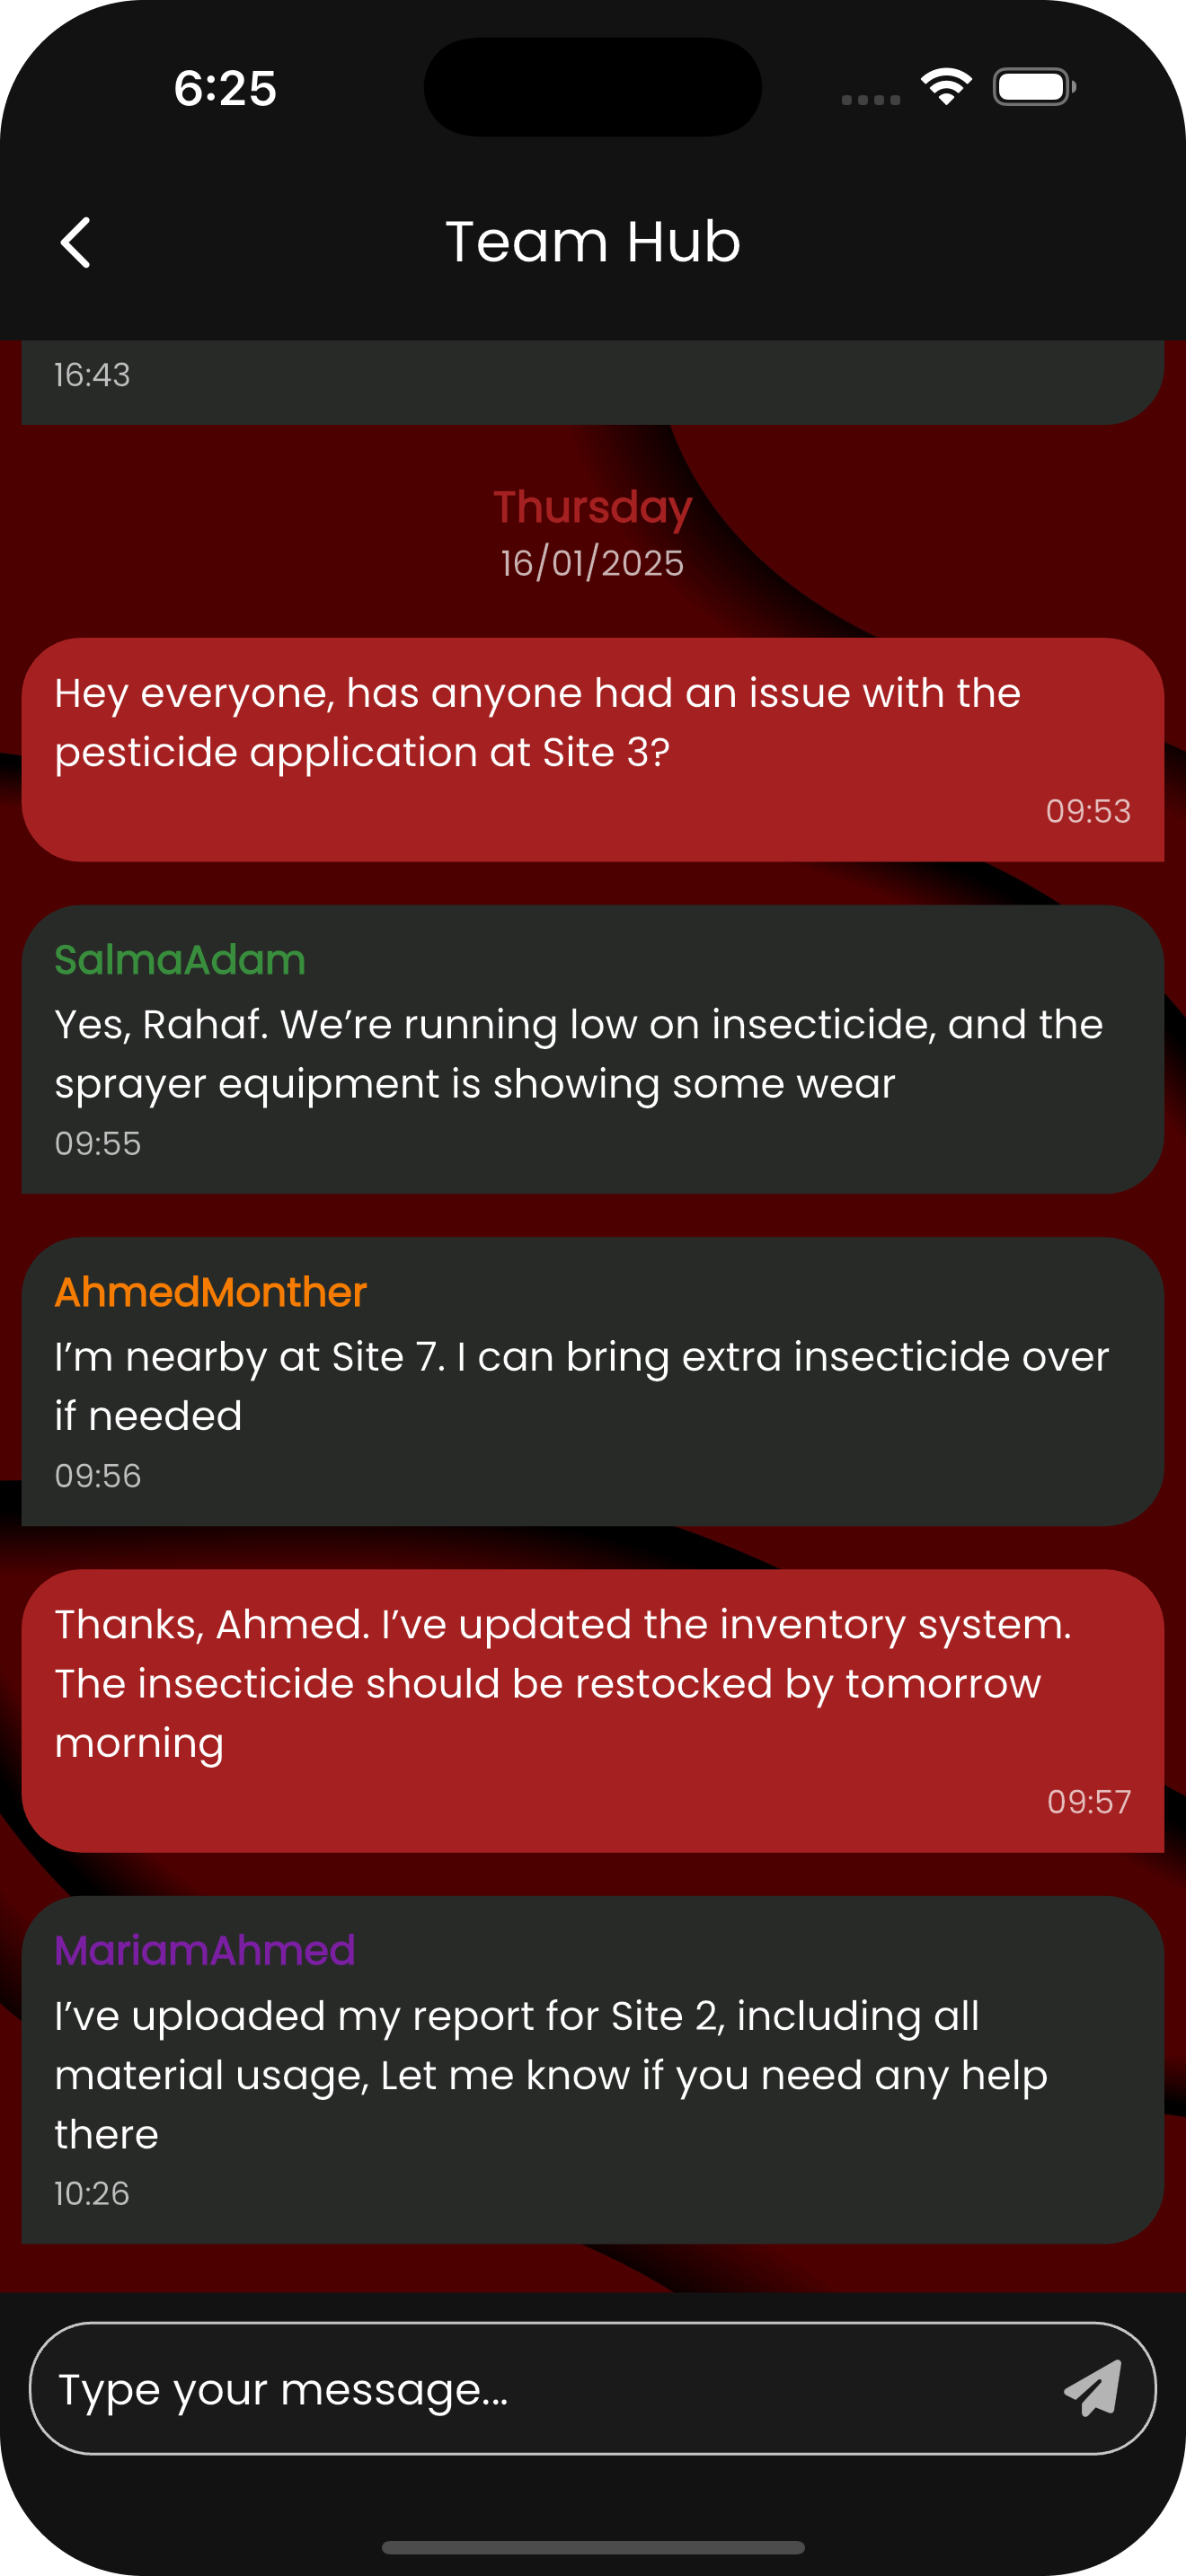 6:25
Team Hub
16:43
Thursday
16/01/2025
Hey everyone, has anyone had an issue with the
pesticide application at Site 3?
09:53
SalmaAdam
Yes, Rahaf. We’re running low on insecticide, and the
sprayer equipment is showing some wear
09:55
AhmedMonther
I’m nearby at Site 7. I can bring extra insecticide over
if needed
09:56
Thanks, Ahmed. I’ve updated the inventory system.
The insecticide should be restocked by tomorrow
morning
09:57
MariamAhmed
I’ve uploaded my report for Site 2, including all
material usage, Let me know if you need any help
there
10:26
Type your message...